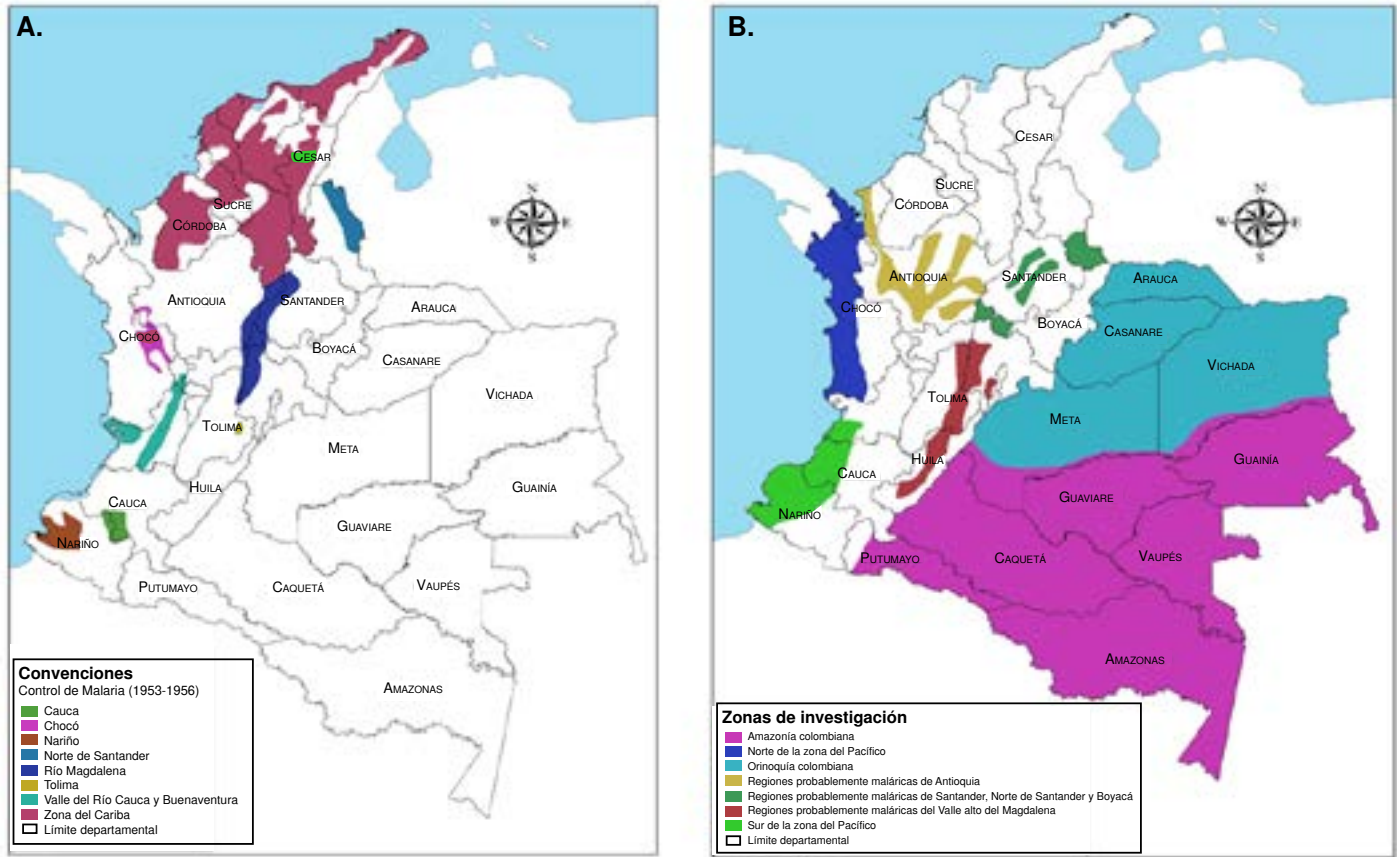 A.
N
W
E
S
CESAR
SUCRE
CÓRDOBA
ANTIOQUIA
SANTANDER
ARAUCA
CHOCÓ
BOYACÁ
CASANARE
VICHADA
TOLIMA
META
HUILA
GUAINÍA
CAUCA
GUAVIARE
NARIÑO
PUTUMAYO
CAQUETÁ
VAUPÉS
AMAZONAS
Convenciones
Control de Malaria (1953-1956)
Cauca
Chocó
Nariño
Norte de Santander
Río Magdalena
Tolima
Valle del Río Cauca y Buenaventura
Zona del Cariba
Límite departamental
B.
N
W
E
S
CESAR
SUCRE
CÓRDOBA
ANTIOQUIA
SANTANDER
ARAUCA
CHOCÓ
BOYACÁ
CASANARE
VICHADA
TOLIMA
META
HUILA
GUAINÍA
CAUCA
GUAVIARE
NARIÑO
PUTUMAYO
CAQUETÁ
VAUPÉS
AMAZONAS
Zonas de investigación
Amazonía colombiana
Norte de la zona del Pacífico
Orinoquía colombiana
Regiones probablemente maláricas de Antioquia
Regiones probablemente maláricas de Santander, Norte de Santander y Boyacá
Regiones probablemente maláricas del Valle alto del Magdalena
Sur de la zona del Pacífico
Límite departamental